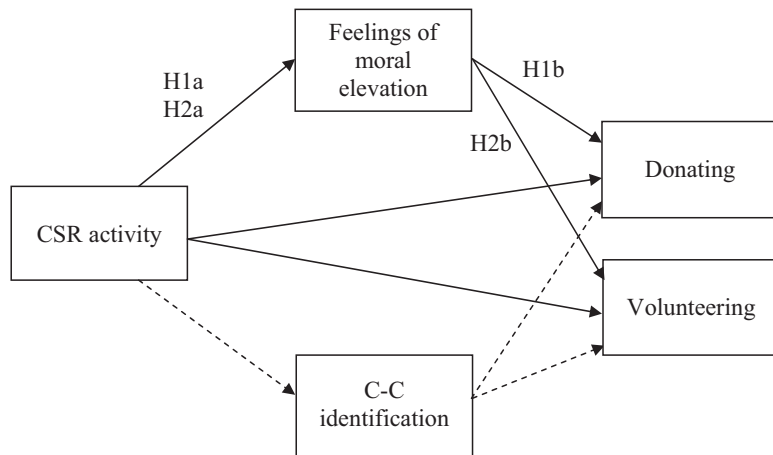 Feelings of
moral
elevation
H1a
H2a
H1b
H2b
Donating
CSR activity
Volunteering
C-C
identification